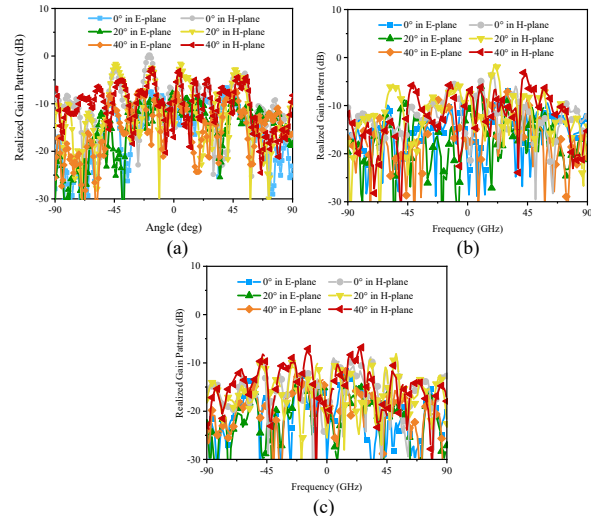 0° in E-plane
0° in H-plane
20° in E-plane
20° in H-plane
40° in E-plane
40° in H-plane
Realized Gain Pattern (dB)
10
0
-10
-20
-30
-90
-45
0
45
90
Angle (deg)
(a)
0° in E-plane
0° in H-plane
20° in E-plane
20° in H-plane
40° in E-plane
40° in H-plane
Realized Gain Pattern (dB)
10
0
-10
-20
-30
-90
-45
0
45
90
Frequency (GHz)
(b)
0° in E-plane
0° in H-plane
20° in E-plane
20° in H-plane
40° in E-plane
40° in H-plane
Realized Gain Pattern (dB)
10
0
-10
-20
-30
-90
-45
0
45
90
Frequency (GHz)
(c)